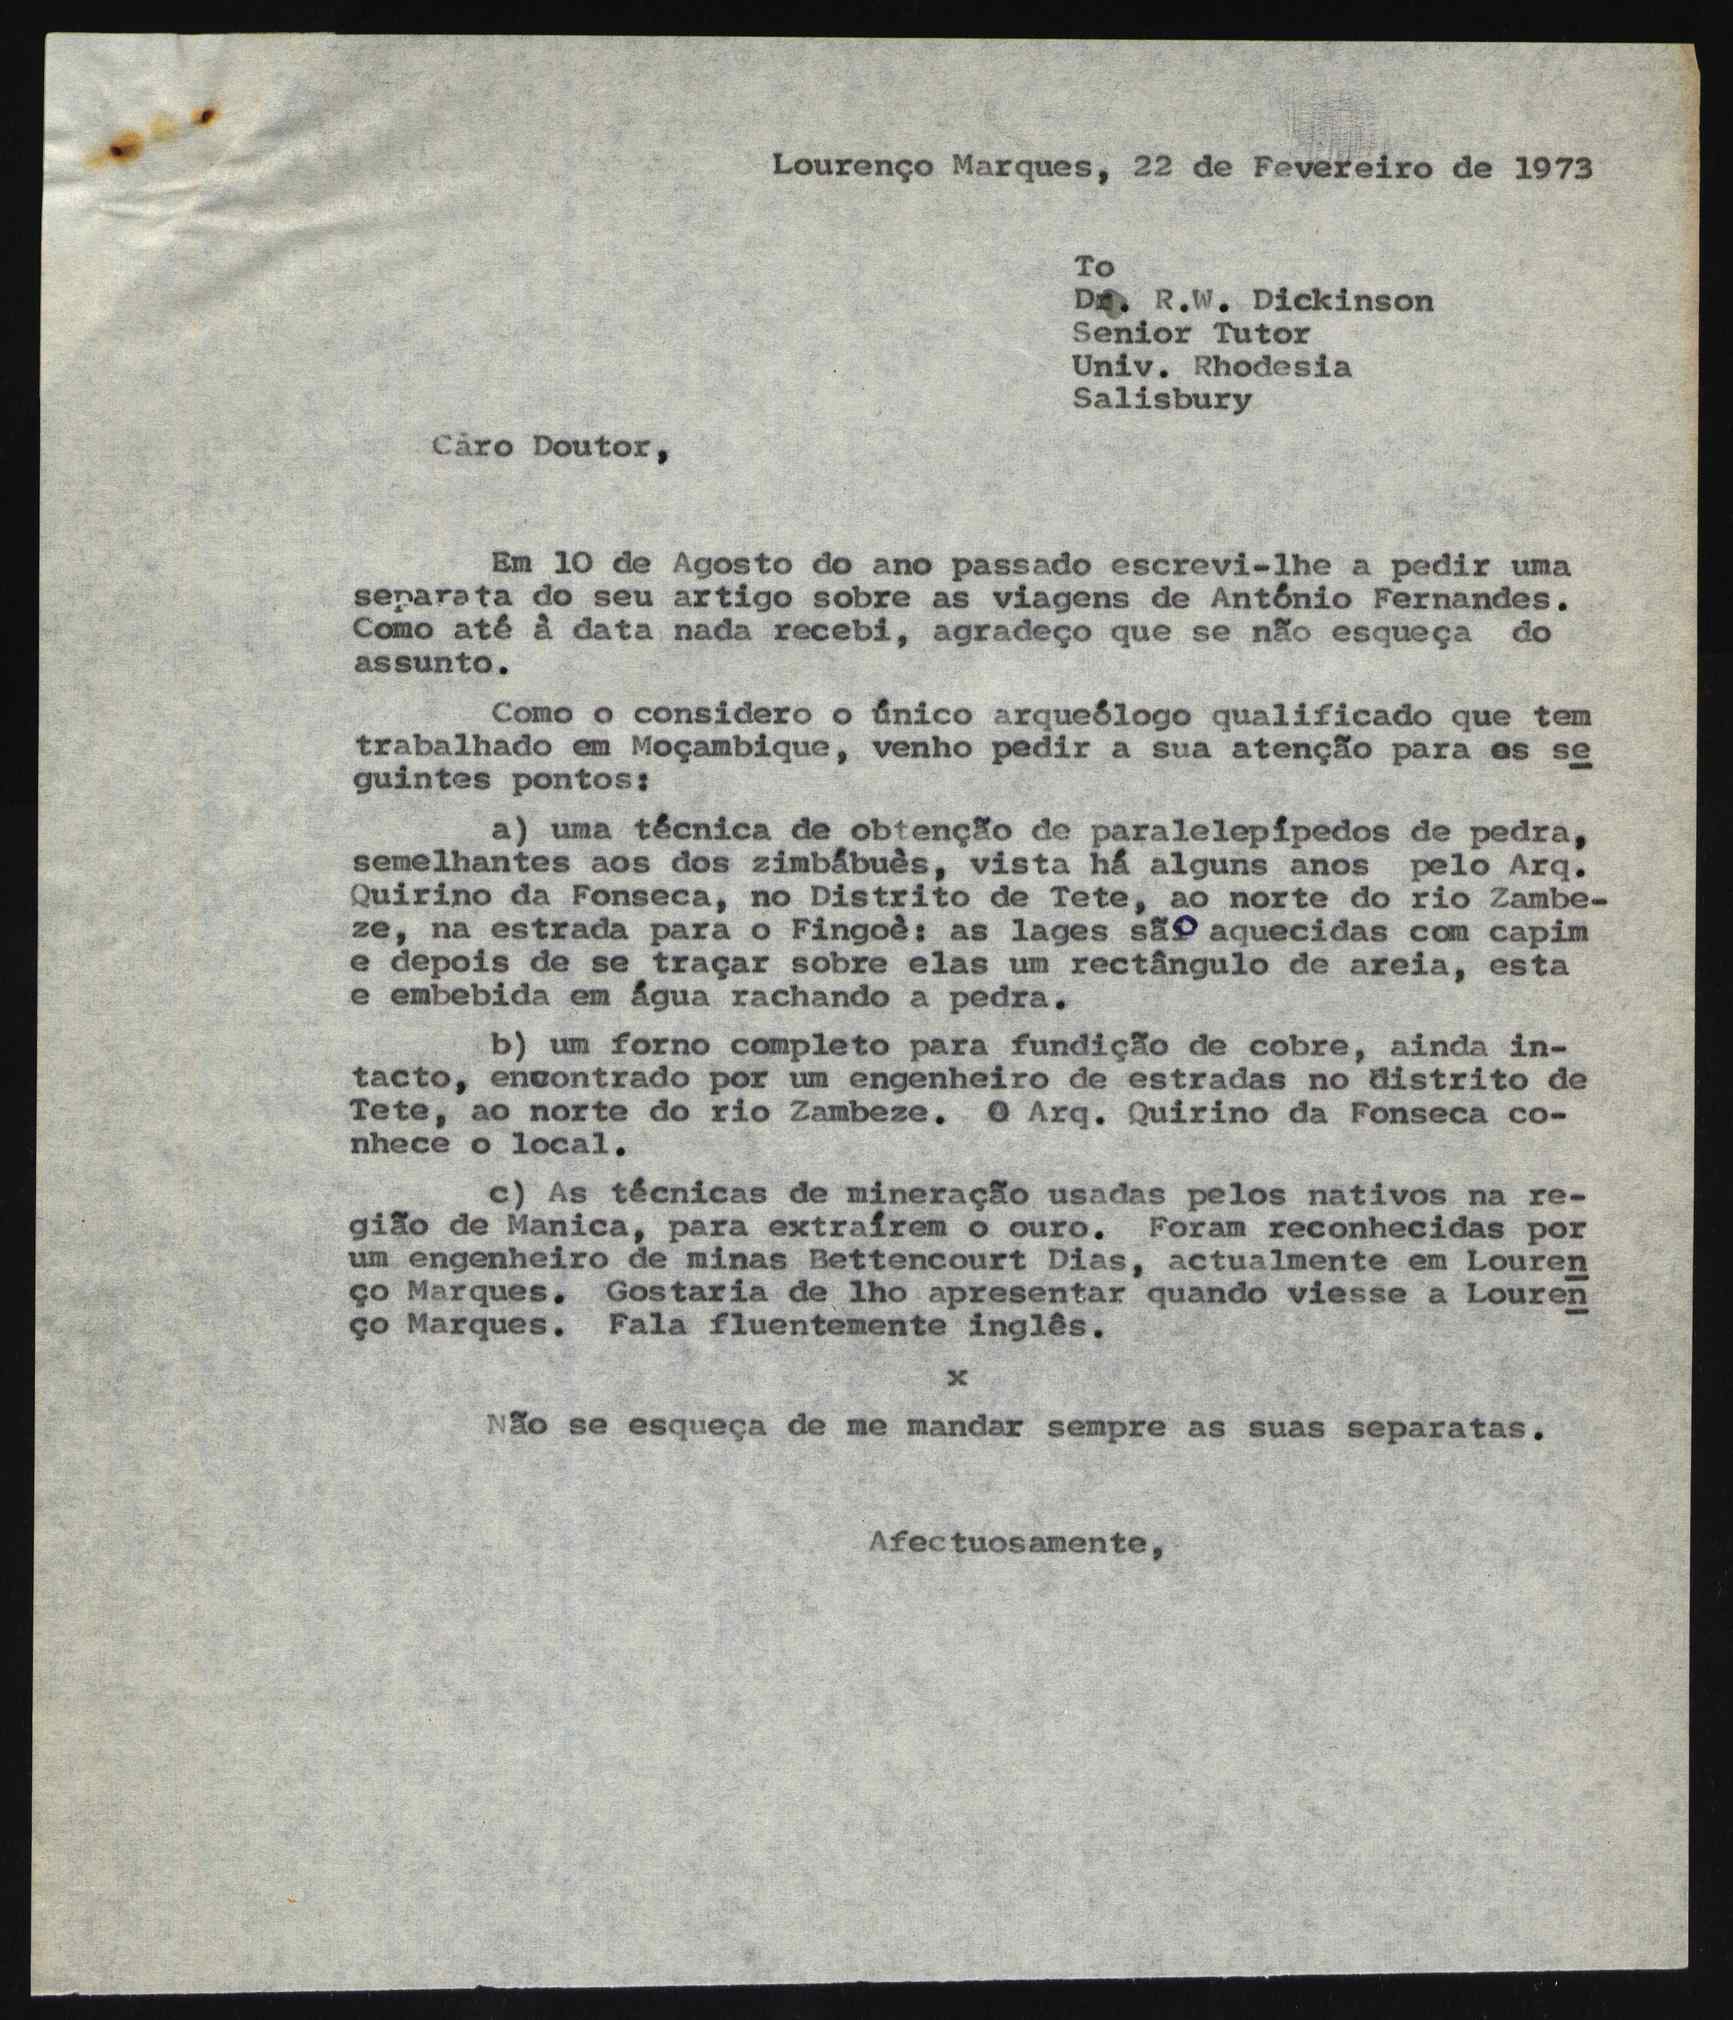 Lourenço Marques, 22 de Fevereiro de 1973
To
Dr. R.W. Dickinson
Senior Tutor
Univ. Rhodesia
Salisbury
Caro Doutor,
Em 10 de Agosto do ano passado escrevi-lhe a pedir uma
separata do seu artigo sobre as viagens de António Fernandes.
Como até à data nada recebi, agradeço que se não esqueça do
assunto.
Como o considero o único arqueólogo qualificado que tem
trabalhado em Moçambique, venho pedir a sua atenção para os se
guintes pontos:
a) uma técnica de obtenção de paralelepípedos de pedra,
semelhantes aos dos zimbábuès, vista há alguns anos pelo Arq.
Quirino da Fonseca, no Distrito de Tete, ao norte do rio Zambe-
ze, na estrada para o Fingoè: as lages são aquecidas com capim
e depois de se traçar sobre elas um rectângulo de areia, esta
e embebida em água rachando a pedra.
b) um forno completo para fundição de cobre, ainda in-
tacto, encontrado por um engenheiro de estradas no distrito de
Tete, ao norte do rio Zambeze. O Arq. Quirino da Fonseca co-
nhece o local.
c) As técnicas de mineração usadas pelos nativos na re-
gião de Manica, para extraírem o ouro. Foram reconhecidas por
um engenheiro de minas Bettencourt Dias, actualmente em Louren
ço Marques. Gostaria de lho apresentar quando viesse a Louren
ço Marques. Fala fluentemente inglês.
x
Não se esqueça de me mandar sempre as suas separatas.
Afectuosamente,